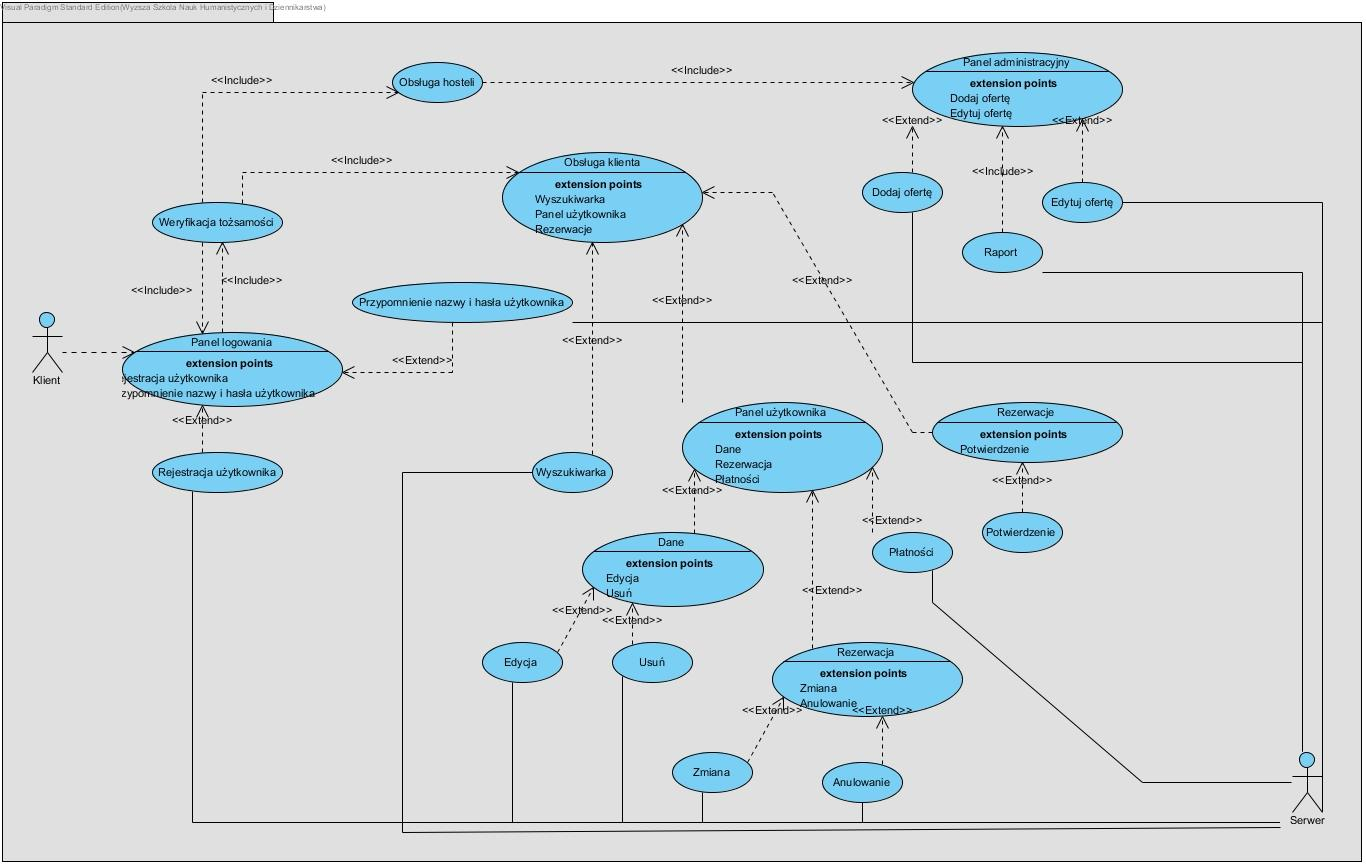 Visual Paradigm Standard Edition(Wyzsza Szkola Nauk Humanistycznych i Dziennikarstwa)
<<Include>>
Obsługa hosteli
<<Include>>
Panel administracyjny
extension points
Dodaj ofertę
Edytuj ofertę
<<Extend>>
<<Extend>>
<<Include>>
Obsługa klienta
extension points
Wyszukiwarka
Panel użytkownika
Rezerwacje
<<Include>>
Dodaj ofertę
Edytuj ofertę
Weryfikacja tożsamości
Raport
<<Include>>
<<Include>>
<<Extend>>
Przypomnienie nazwy i hasła użytkownika
<<Extend>>
Klient
Panel logowania
extension points
jestracja użytkownika
zypomnienie nazwy i hasła użytkownika
<<Extend>>
<<Extend>>
<<Extend>>
Rejestracja użytkownika
Wyszukiwarka
Panel użytkownika
extension points
Dane
Rezerwacja
Płatności
Rezerwacje
extension points
Potwierdzenie
<<Extend>>
<<Extend>>
<<Extend>>
Potwierdzenie
Płatności
Dane
extension points
Edycja
Usuń
<<Extend>>
<<Extend>>
<<Extend>>
Edycja
Usuń
Rezerwacja
extension points
Zmiana
Anulowanie
<<Extend>>
<<Extend>>
Zmiana
Anulowanie
Serwer